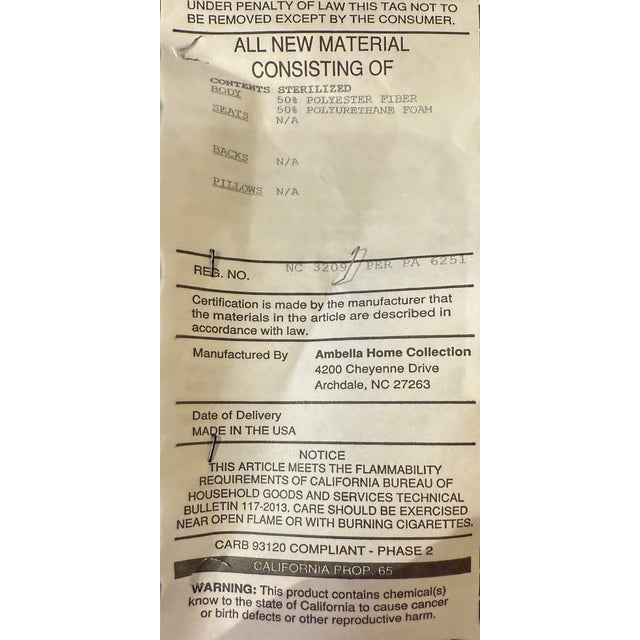 UNDER PENALTY OF LAW THIS TAG NOT TO
BE REMOVED EXCEPT BY THE CONSUMER.
ALL NEW MATERIAL
CONSISTING OF
CONTENTS STERILIZED
BODY 50% POLYESTER FIBER
50% POLYURETHANE FOAM
SEATS N/A
BACKS N/A
PILLOWS N/A
REG. NO. NC 3209 PER PA 6251
Certification is made by the manufacturer that
the materials in the article are described in
accordance with law.
Manufactured By Ambella Home Collection
4200 Cheyenne Drive
Archdale, NC 27263
Date of Delivery
MADE IN THE USA
NOTICE
THIS ARTICLE MEETS THE FLAMMABILITY
REQUIREMENTS OF CALIFORNIA BUREAU OF
HOUSEHOLD GOODS AND SERVICES TECHNICAL
BULLETIN 117-2013. CARE SHOULD BE EXERCISED
NEAR OPEN FLAME OR WITH BURNING CIGARETTES.
CARB 93120 COMPLIANT - PHASE 2
CALIFORNIA PROP. 65
WARNING: This product contains chemical(s)
know to the state of California to cause cancer
or birth defects or other reproductive harm.